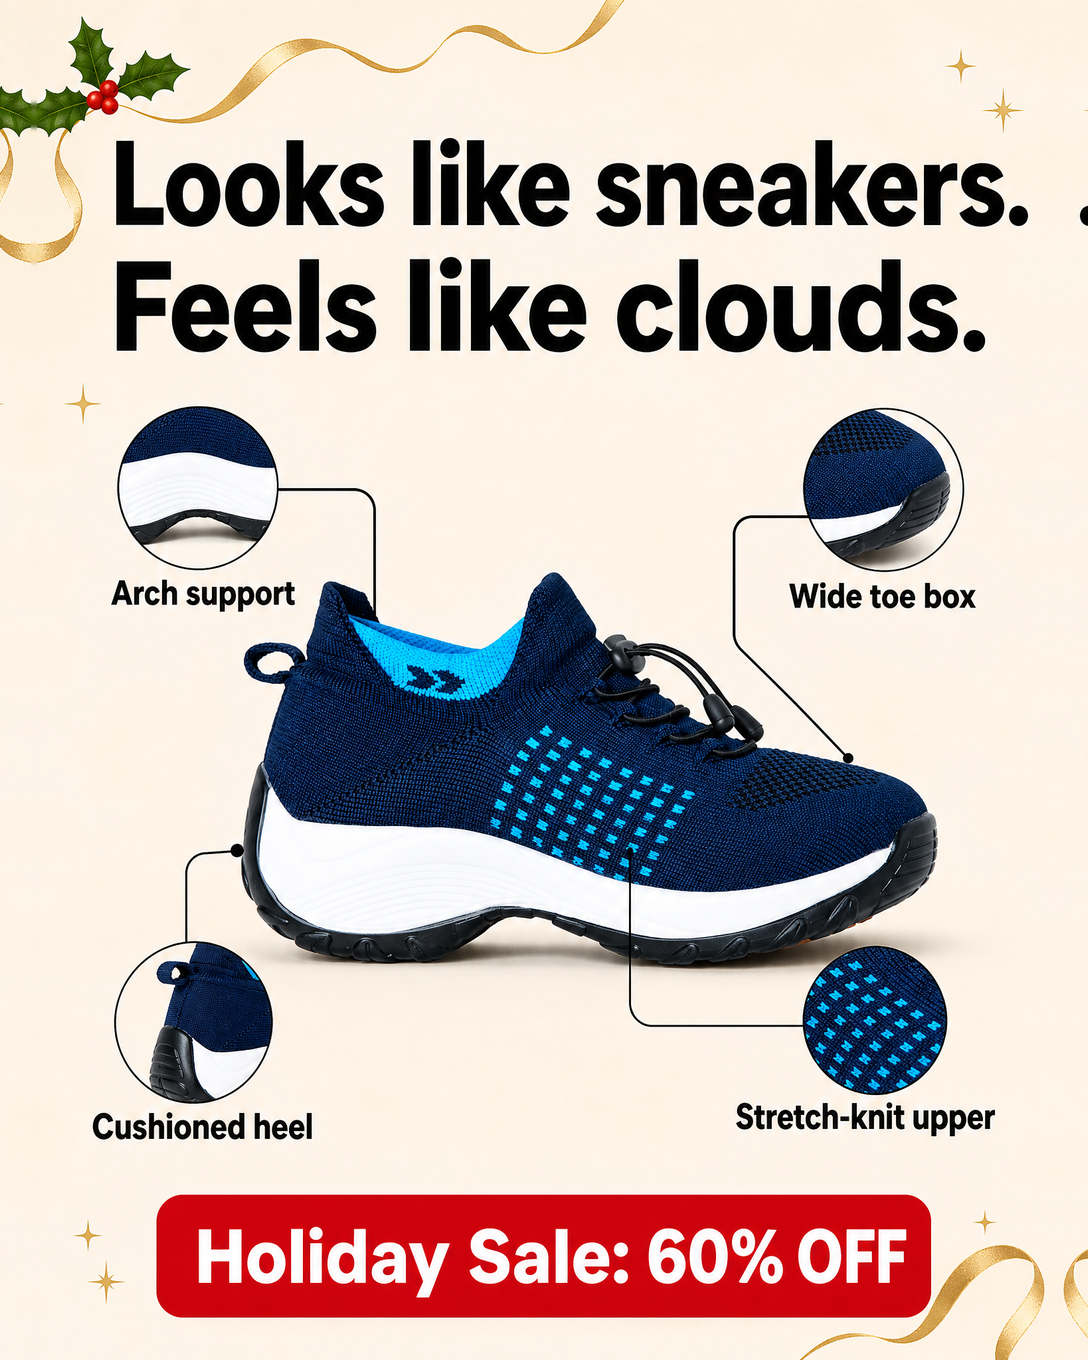 Looks like sneakers.
Feels like clouds.
Arch support
Wide toe box
Cushioned heel
Stretch-knit upper
Holiday Sale: 60% OFF